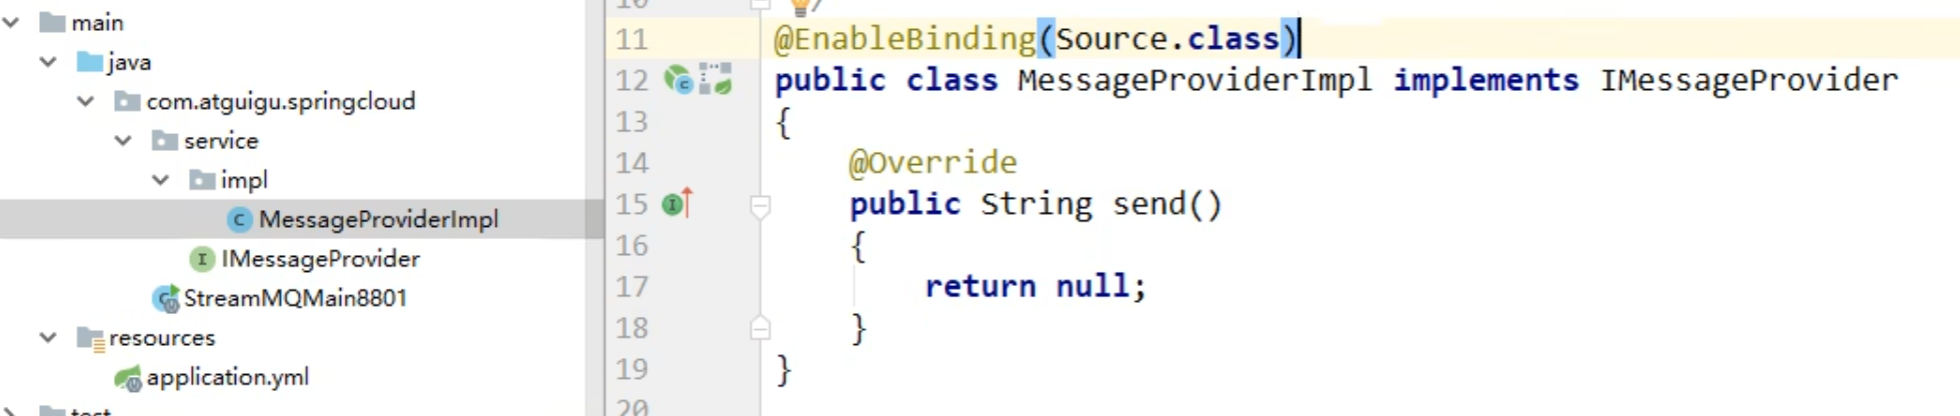 main
java
com.atguigu.springcloud
service
impl
MessageProviderImpl
IMessageProvider
StreamMQMain8801
resources
application.yml
test
10 /
11 @EnableBinding(Source.class)
12 public class MessageProviderImpl implements IMessageProvider
13 {
14 @Override
15 public String send()
16 {
17 return null;
18 }
19 }
20